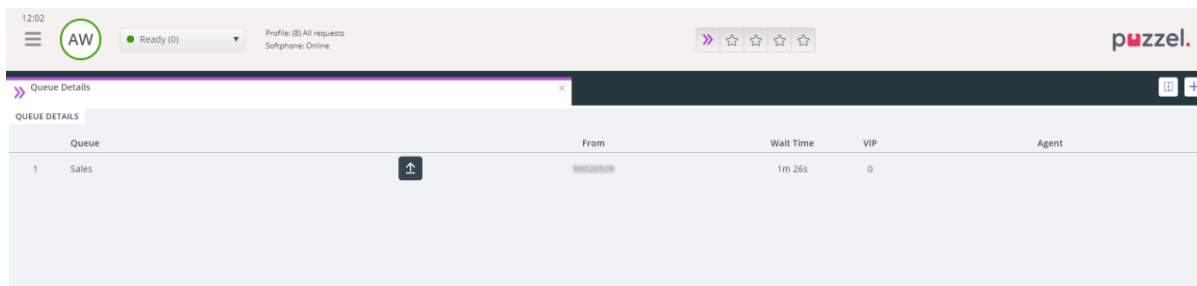 12:02
AW
Ready (0)
Profile: (8) All requests
Softphone: Online
puzzel.
Queue Details
QUEUE DETAILS
Queue From Wait Time VIP Agent
1 Sales 1m 26s 0